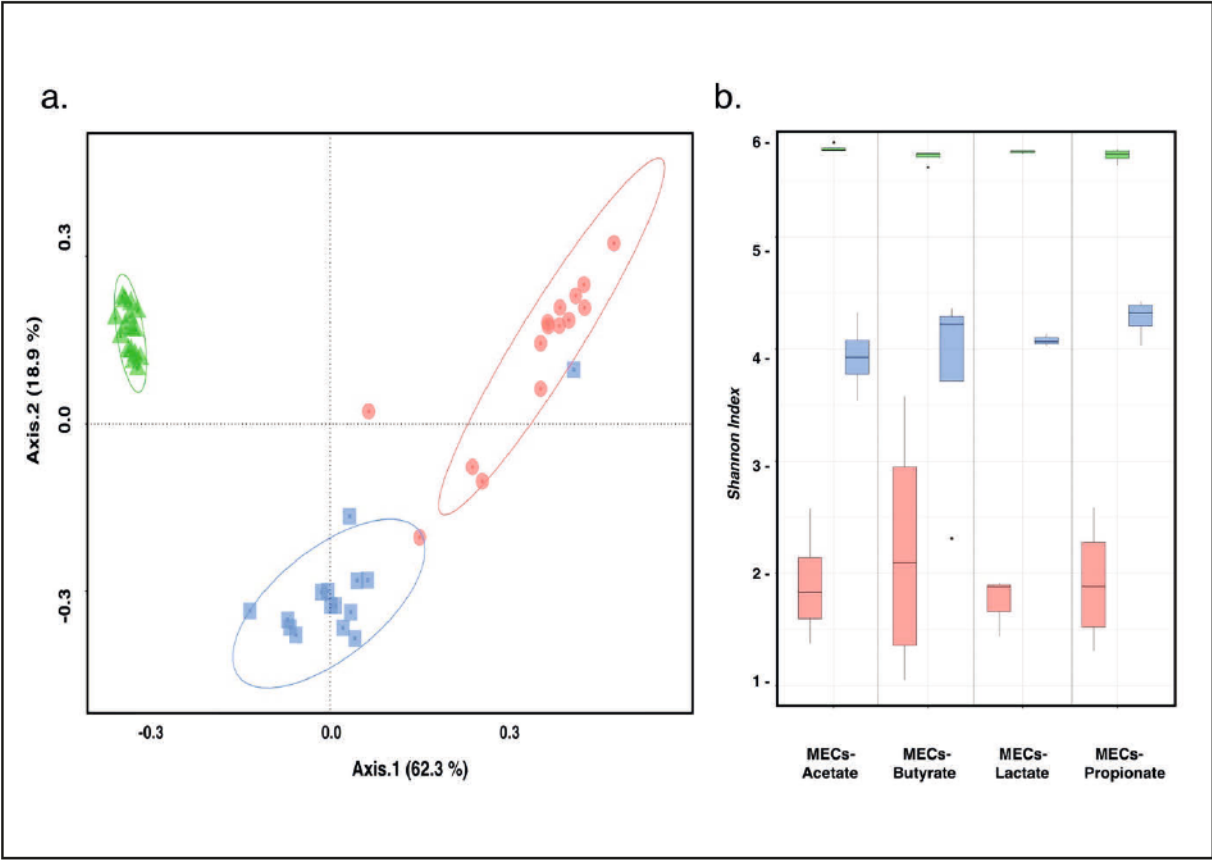 a.
Axis.2 (18.9 %)
0.3
0.0
-0.3
-0.3
0.0
0.3
Axis.1 (62.3 %)
b.
Shannon Index
6 -
5 -
4 -
3 -
2 -
1 -
MECs-
Acetate
MECs-
Butyrate
MECs-
Lactate
MECs-
Propionate